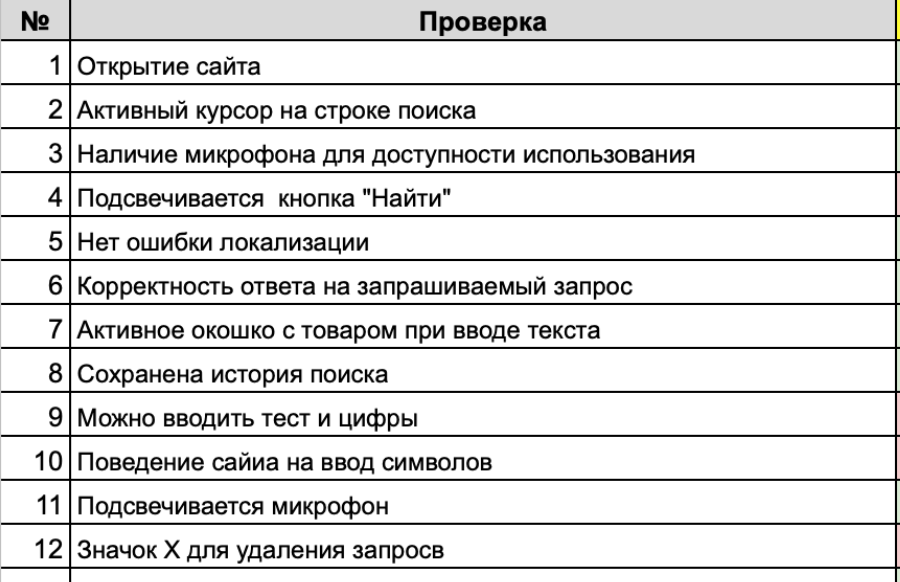 № Проверка
1 Открытие сайта
2 Активный курсор на строке поиска
3 Наличие микрофона для доступности использования
4 Подсвечивается  кнопка "Найти"
5 Нет ошибки локализации
6 Корректность ответа на запрашиваемый запрос
7 Активное окошко с товаром при вводе текста
8 Сохранена история поиска
9 Можно вводить тест и цифры
10 Поведение сайиа на ввод символов
11 Подсвечивается микрофон
12 Значок X для удаления запросв